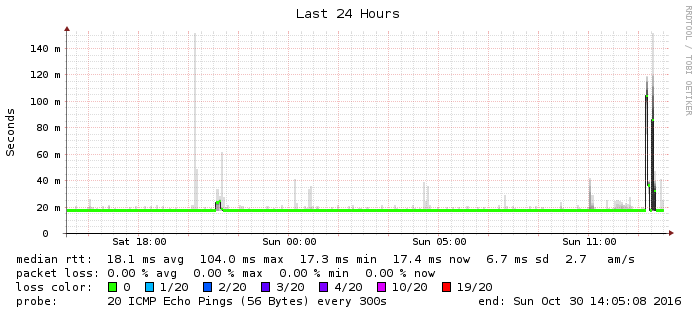 Last 24 Hours
RRDTOOL / TOBI OETIKER
Seconds
140 m
120 m
100 m
80 m
60 m
40 m
20 m
0
Sat 18:00 Sun 00:00 Sun 05:00 Sun 11:00
median rtt: 18.1 ms avg 104.0 ms max 17.3 ms min 17.4 ms now 6.7 ms sd 2.7 am/s
packet loss: 0.00 % avg 0.00 % max 0.00 % min 0.00 % now
loss color: 0 1/20 2/20 3/20 4/20 10/20 19/20
probe: 20 ICMP Echo Pings (56 Bytes) every 300s end: Sun Oct 30 14:05:08 2016